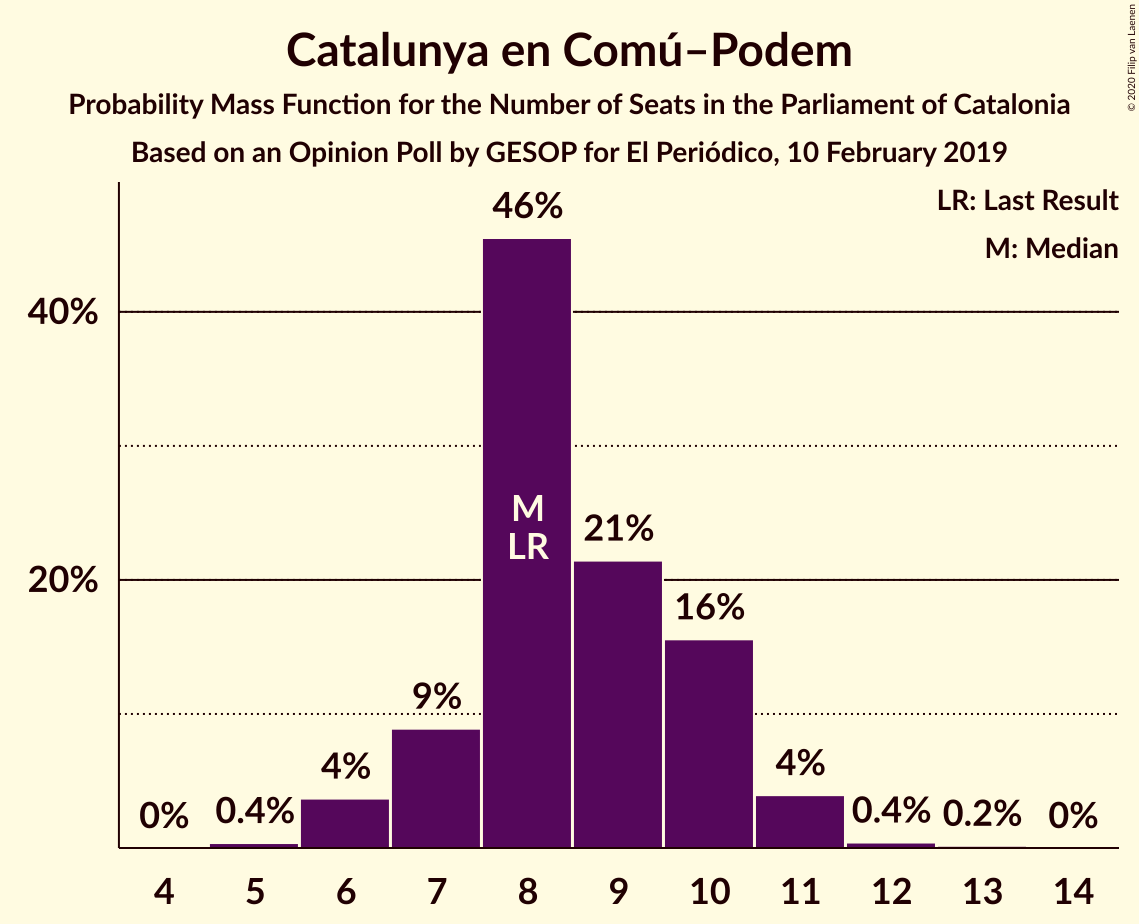 Catalunya en Comú–Podem
Probability Mass Function for the Number of Seats in the Parliament of Catalonia
Based on an Opinion Poll by GESOP for El Periódico, 10 February 2019
© 2020 Filip van Laenen
LR: Last Result
M: Median
46%
40%
M
LR
21%
20%
16%
9%
4%
4%
0%
0.4%
0.4%
0.2%
0%
4 5 6 7 8 9 10 11 12 13 14